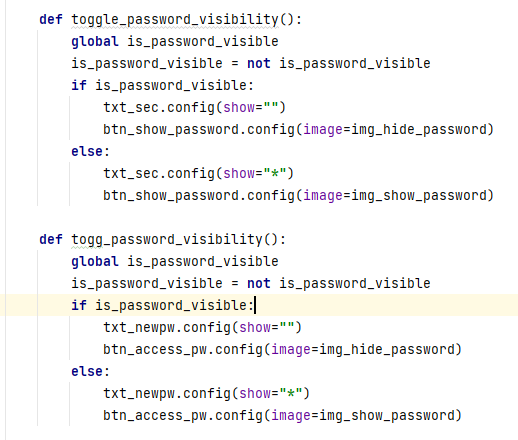 def toggle_password_visibility():
    global is_password_visible
    is_password_visible = not is_password_visible
    if is_password_visible:
        txt_sec.config(show="")
        btn_show_password.config(image=img_hide_password)
    else:
        txt_sec.config(show="*")
        btn_show_password.config(image=img_show_password)

def togg_password_visibility():
    global is_password_visible
    is_password_visible = not is_password_visible
    if is_password_visible:
        txt_newpw.config(show="")
        btn_access_pw.config(image=img_hide_password)
    else:
        txt_newpw.config(show="*")
        btn_access_pw.config(image=img_show_password)